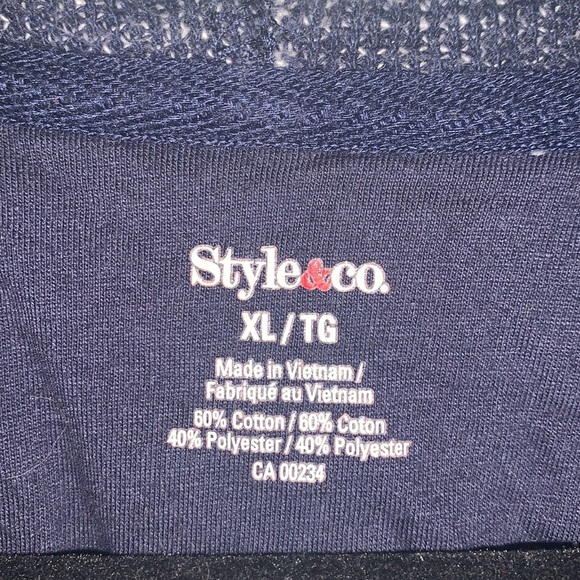 Style&co.
XL / TG
Made in Vietnam /
Fabriqué au Vietnam
60% Cotton / 60% Coton
40% Polyester / 40% Polyester
CA 00234